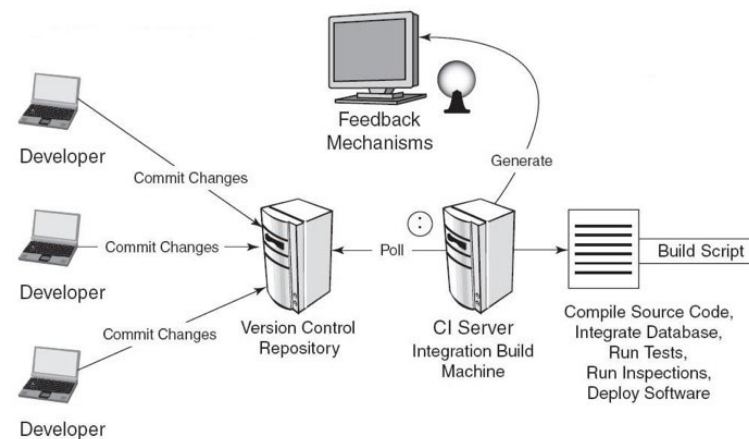 Feedback
Mechanisms
Developer
Commit Changes
Generate
Developer
Commit Changes
Poll
:
Build Script
Version Control
Repository
CI Server
Integration Build
Machine
Compile Source Code,
Integrate Database,
Run Tests,
Run Inspections,
Deploy Software
Commit Changes
Developer